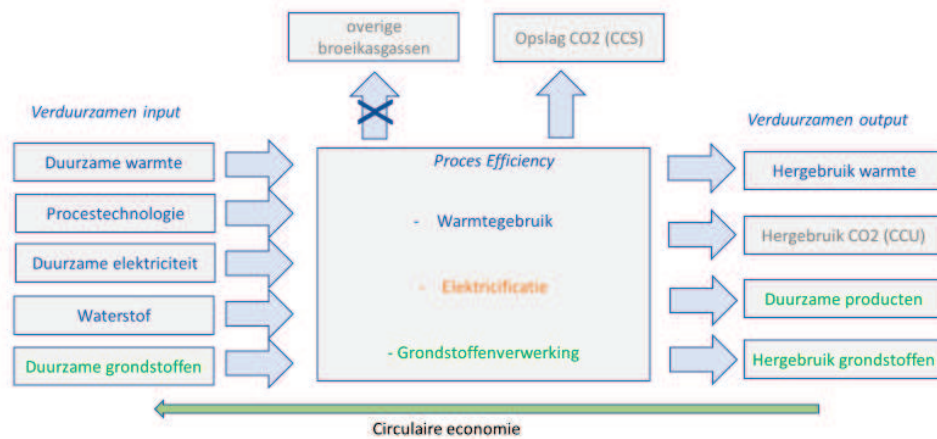 overige
broeikasgassen
Opslag CO2 (CCS)
Verduurzamen input
Verduurzamen output
Duurzame warmte
Procestechnologie
Duurzame elektriciteit
Waterstof
Duurzame grondstoffen
Proces Efficiency
- Warmtegebruik
- Elektricificatie
- Grondstoffenverwerking
Hergebruik warmte
Hergebruik CO2 (CCU)
Duurzame producten
Hergebruik grondstoffen
Circulaire economie